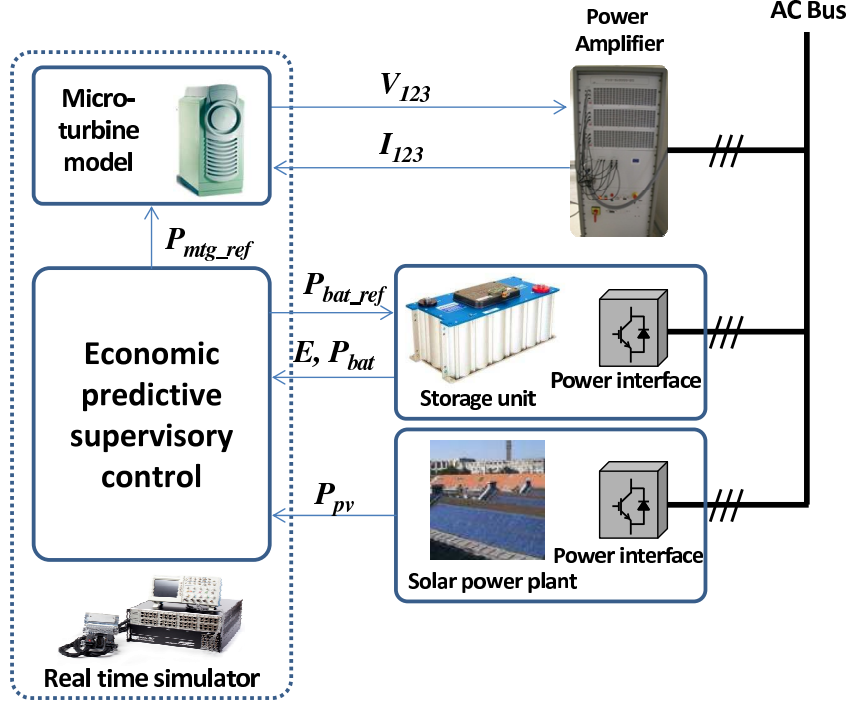 AC Bus
Power
Amplifier
Micro-
turbine
model
V123
I123
Pmtg_ref
Pbat_ref
E, Pbat
Economic
predictive
supervisory
control
Storage unit
Power interface
Ppv
Solar power plant
Power interface
Real time simulator